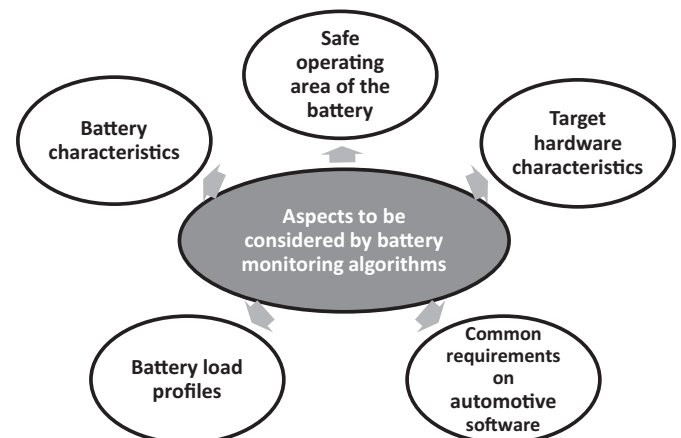 Safe
operating
area of the
battery
Battery
characteristics
Target
hardware
characteristics
Aspects to be
considered by battery
monitoring algorithms
Battery load
profiles
Common
requirements
on
automotive
software